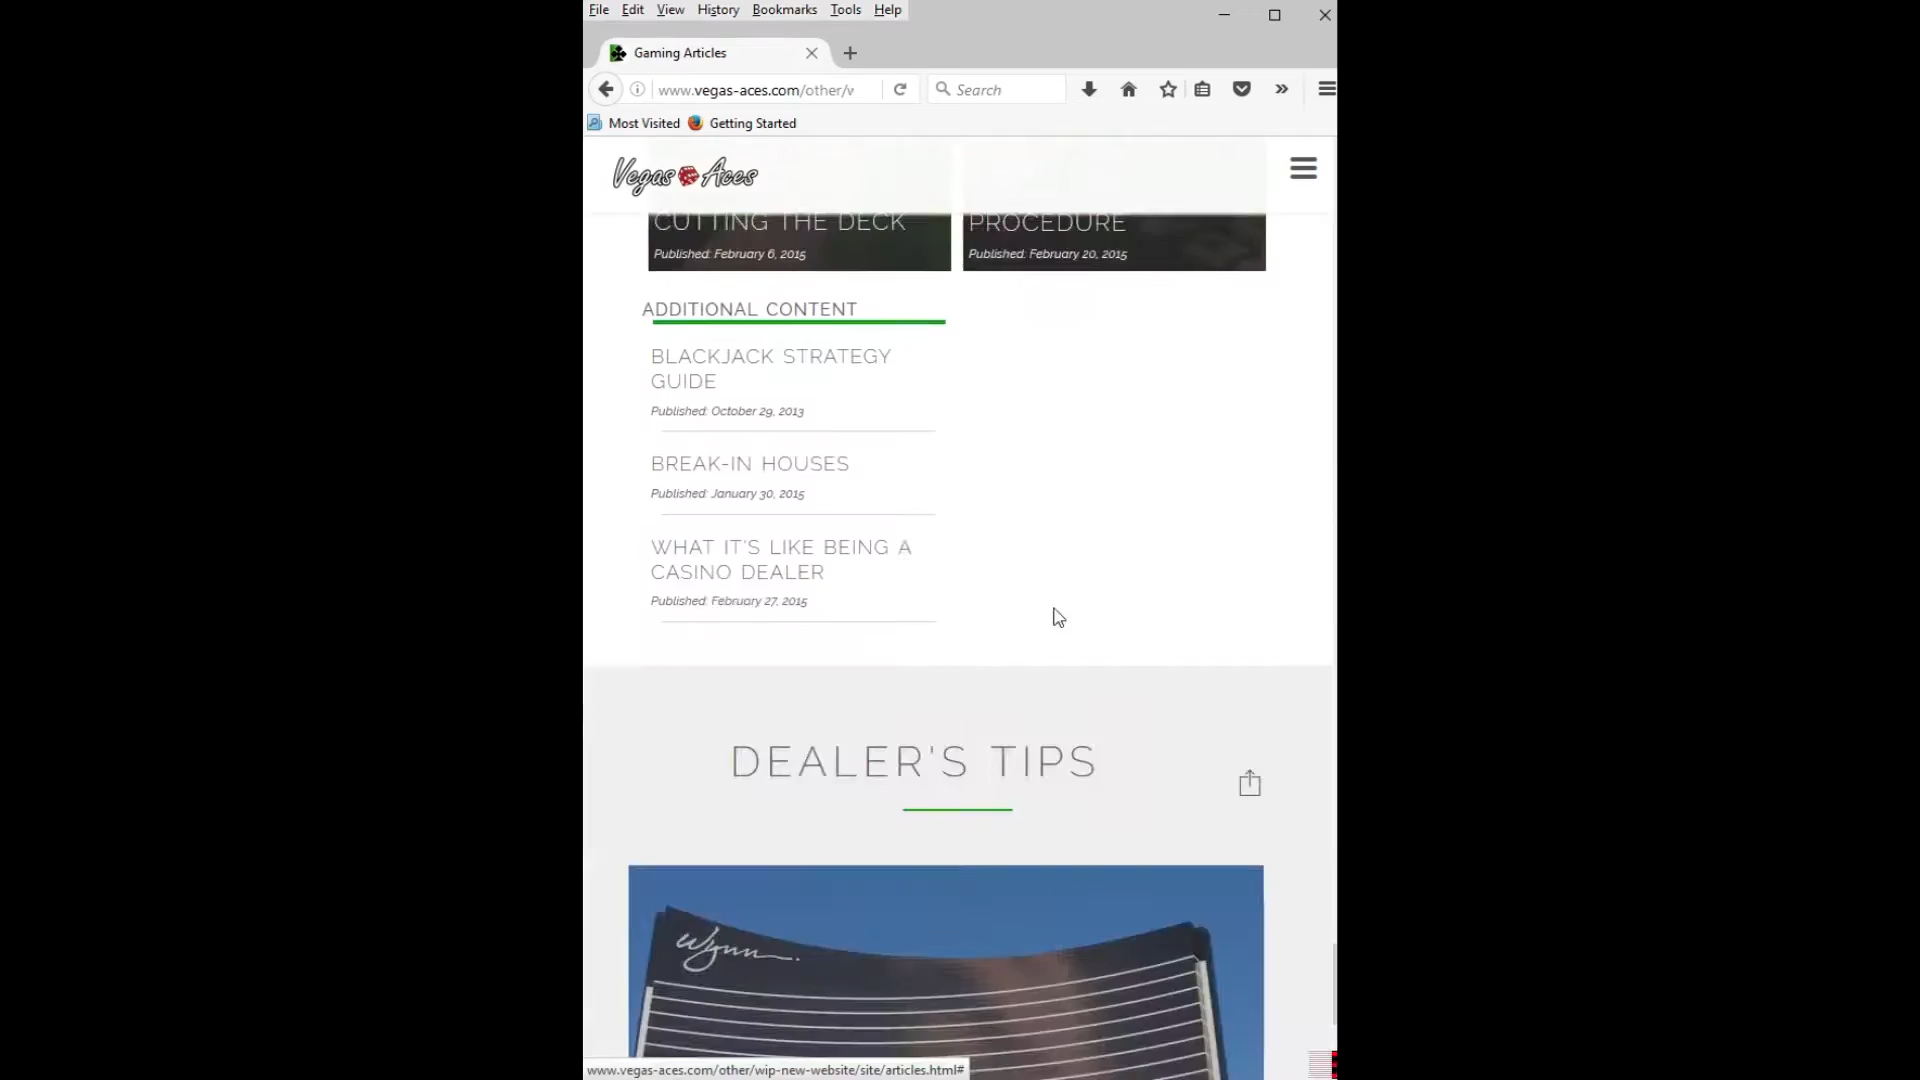 File Edit View History Bookmarks Tools Help
Gaming Articles
www.vegas-aces.com/other/v
Search
Most Visited Getting Started
Vegas Aces
CUTTING THE DECK
Published: February 6, 2015
PROCEDURE
Published: February 20, 2015
ADDITIONAL CONTENT
BLACKJACK STRATEGY
GUIDE
Published: October 29, 2013
BREAK-IN HOUSES
Published: January 30, 2015
WHAT IT'S LIKE BEING A
CASINO DEALER
Published: February 27, 2015
DEALER'S TIPS
Wynn.
www.vegas-aces.com/other/wip-new-website/site/articles.html#